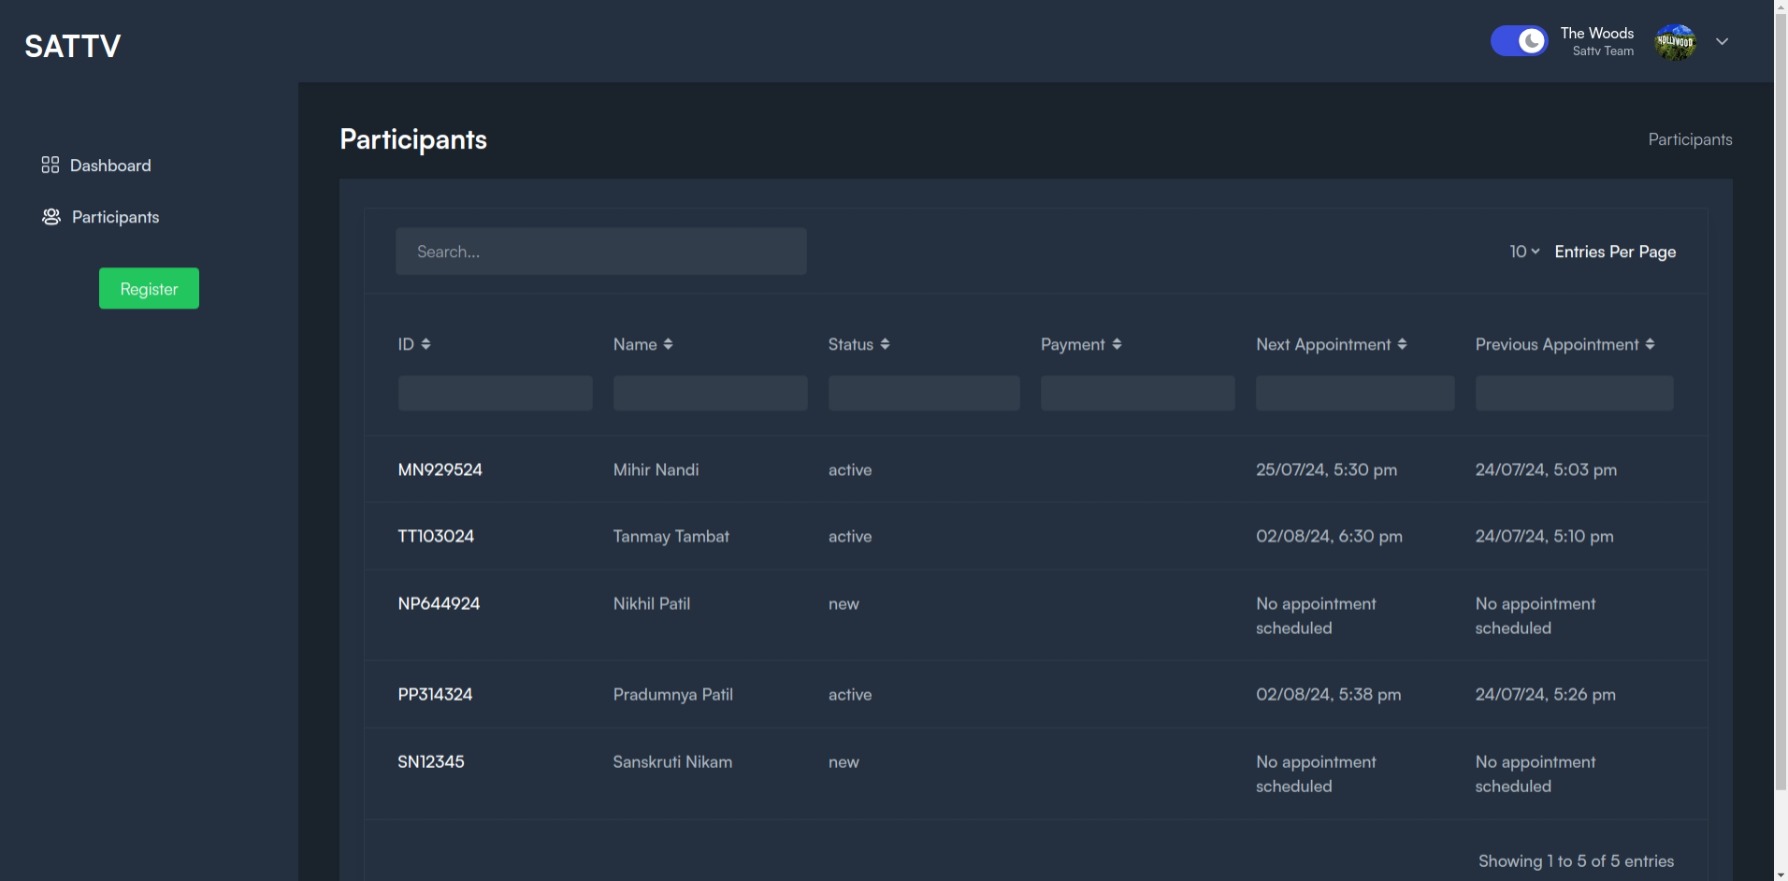 SATTV
The Woods
Sattv Team
HOLLYWOOD
Dashboard
Participants
Register
Participants
Participants
Search...
10 Entries Per Page
ID Name Status Payment Next Appointment Previous Appointment
MN929524 Mihir Nandi active 25/07/24, 5:30 pm 24/07/24, 5:03 pm
TT103024 Tanmay Tambat active 02/08/24, 6:30 pm 24/07/24, 5:10 pm
NP644924 Nikhil Patil new No appointment scheduled No appointment scheduled
PP314324 Pradumnya Patil active 02/08/24, 5:38 pm 24/07/24, 5:26 pm
SN12345 Sanskruti Nikam new No appointment scheduled No appointment scheduled
Showing 1 to 5 of 5 entries